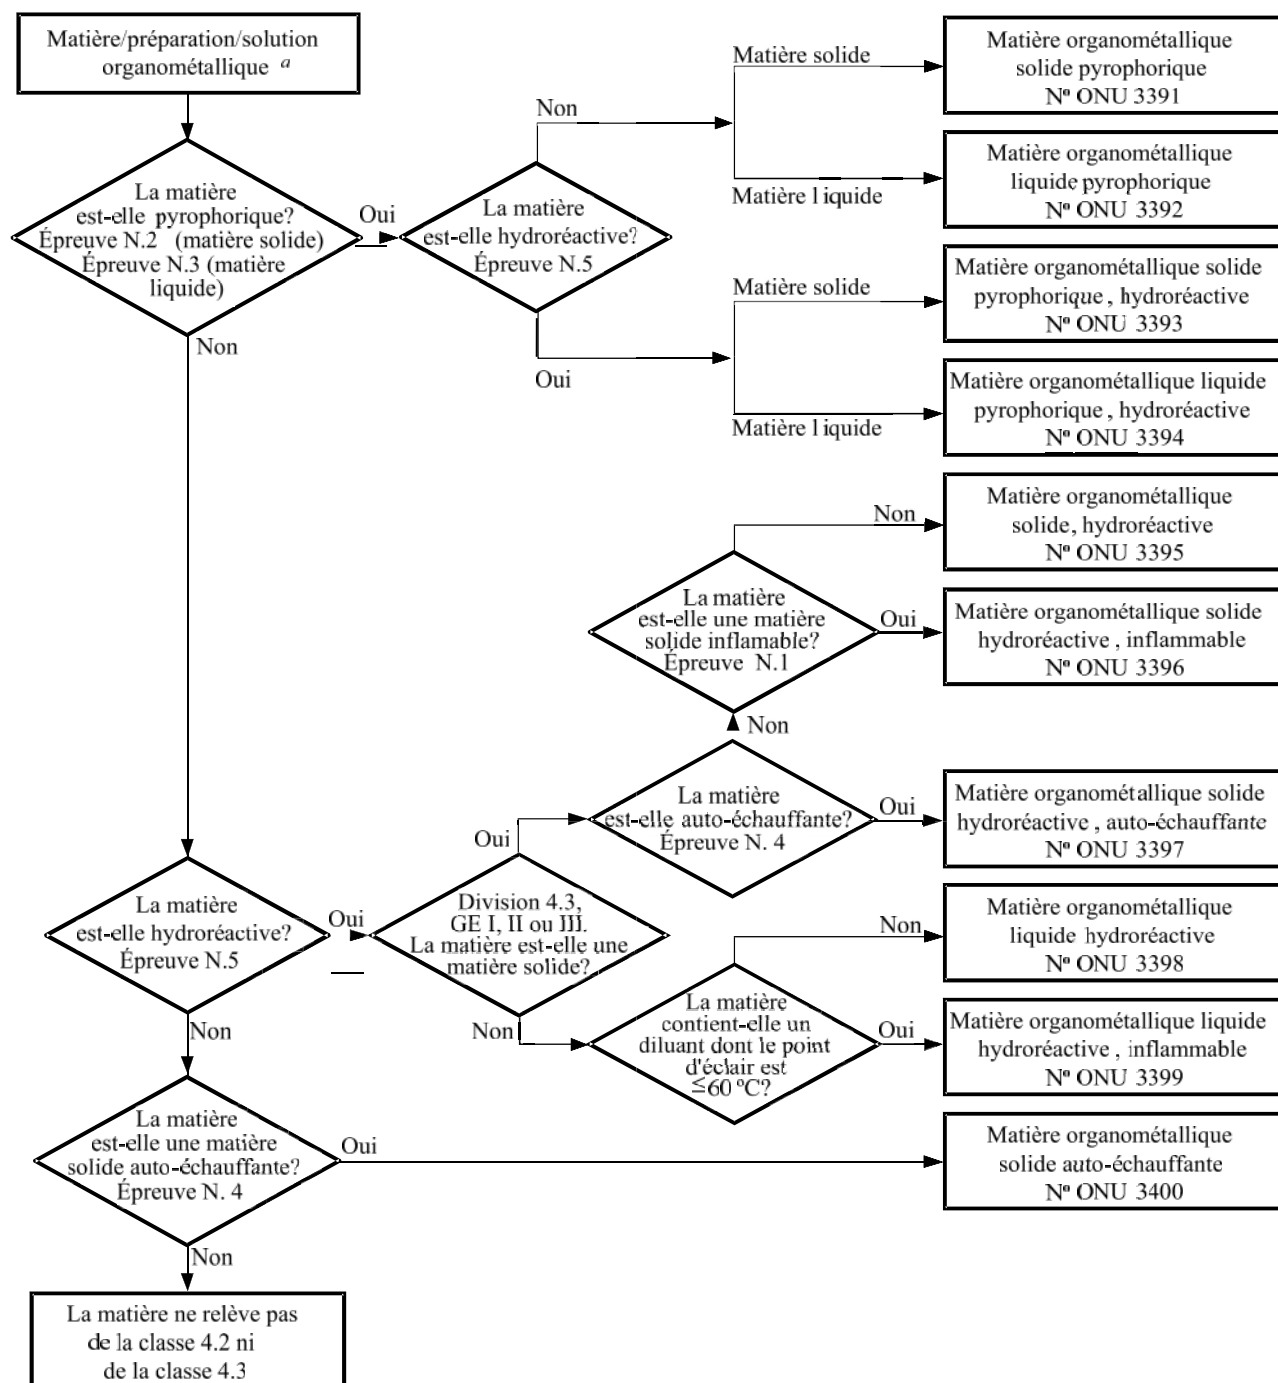 Matière/préparation/solution
organométallique a
La matière
est-elle pyrophorique?
Épreuve N.2 (matière solide)
Épreuve N.3 (matière
liquide)
Oui
Non
La matière
est-elle hydroréactive?
Épreuve N.5
Non
Oui
Matière solide
Matière liquide
Matière organométallique
solide pyrophorique
Nº ONU 3391
Matière organométallique
liquide pyrophorique
Nº ONU 3392
Matière solide
Matière liquide
Matière organométallique solide
pyrophorique, hydroréactive
Nº ONU 3393
Matière organométallique liquide
pyrophorique, hydroréactive
Nº ONU 3394
Matière organométallique
solide, hydroréactive
Nº ONU 3395
Non
La matière
est-elle une matière
solide inflamable?
Épreuve N.1
Oui
Matière organométallique solide
hydroréactive, inflammable
Nº ONU 3396
Non
La matière
est-elle auto-échauffante?
Épreuve N. 4
Oui
Matière organométallique solide
hydroréactive, auto-échauffante
Nº ONU 3397
La matière
est-elle hydroréactive?
Épreuve N.5
Oui
Non
Division 4.3,
GE I, II ou III.
La matière est-elle une
matière solide?
Oui
Non
La matière
contient-elle un
diluant dont le point
d'éclair est
≤60 ºC?
Non
Oui
Matière organométallique
liquide hydroréactive
Nº ONU 3398
Matière organométallique liquide
hydroréactive, inflammable
Nº ONU 3399
La matière
est-elle une matière
solide auto-échauffante?
Épreuve N. 4
Oui
Non
Matière organométallique
solide auto-échauffante
Nº ONU 3400
La matière ne relève pas
de la classe 4.2 ni
de la classe 4.3